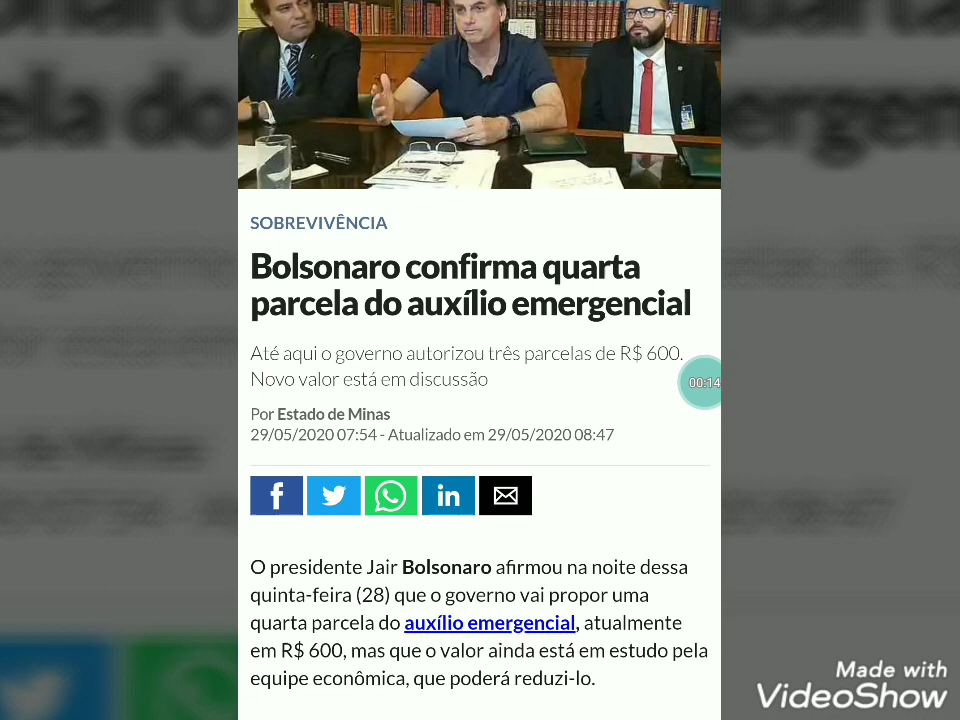 SOBREVIVÊNCIA
Bolsonaro confirma quarta
parcela do auxílio emergencial
Até aqui o governo autorizou três parcelas de R$ 600.
Novo valor está em discussão
00:14
Por Estado de Minas
29/05/2020 07:54 - Atualizado em 29/05/2020 08:47
O presidente Jair Bolsonaro afirmou na noite dessa
quinta-feira (28) que o governo vai propor uma
quarta parcela do auxílio emergencial, atualmente
em R$ 600, mas que o valor ainda está em estudo pela
equipe econômica, que poderá reduzi-lo.
Made with
VideoShow